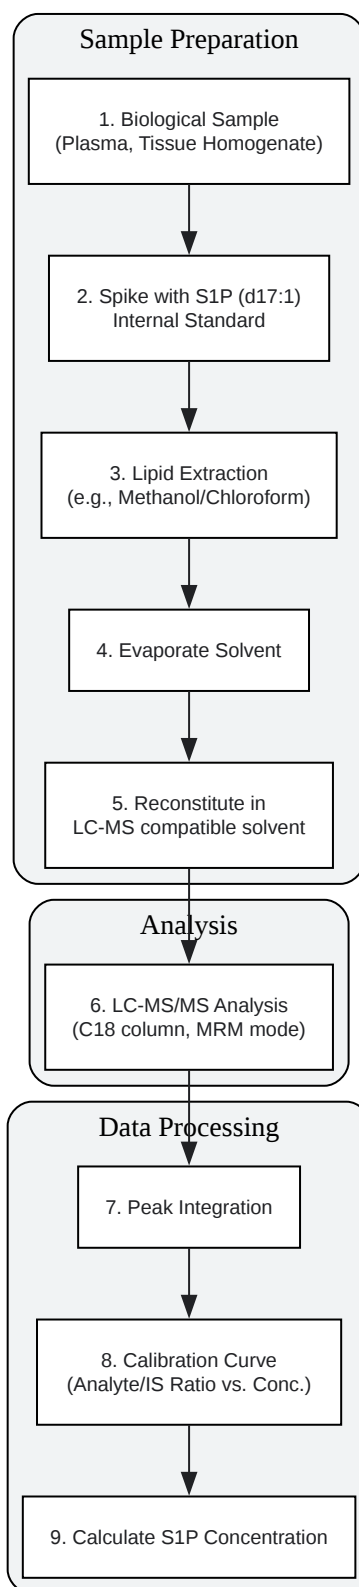 Sample Preparation
1. Biological Sample
(Plasma, Tissue Homogenate)
2. Spike with S1P (d17:1)
Internal Standard
3. Lipid Extraction
(e.g., Methanol/Chloroform)
4. Evaporate Solvent
5. Reconstitute in
LC-MS compatible solvent
Analysis
6. LC-MS/MS Analysis
(C18 column, MRM mode)
Data Processing
7. Peak Integration
8. Calibration Curve
(Analyte/IS Ratio vs. Conc.)
9. Calculate S1P Concentration